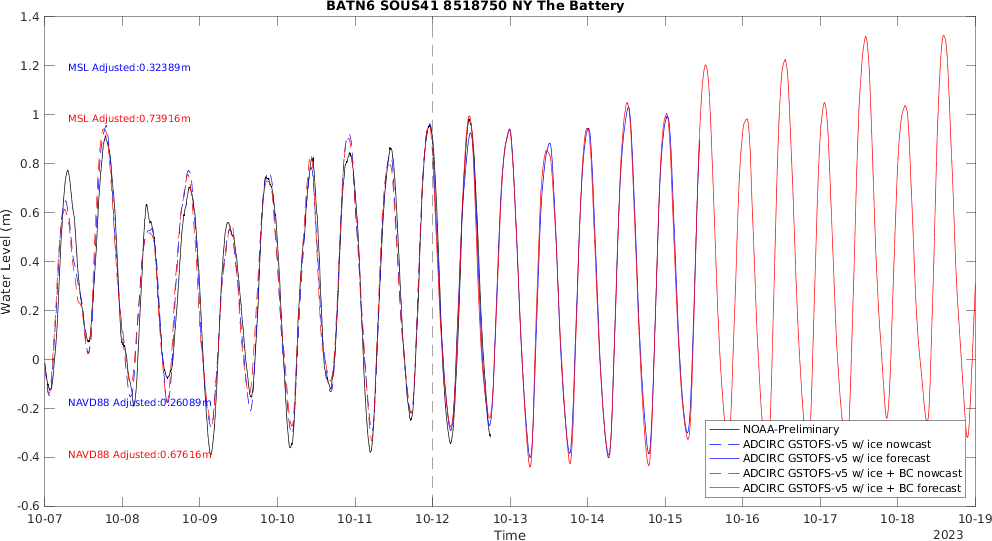 BATN6 SOUS41 8518750 NY The Battery
1.4
1.2
1
0.8
0.6
0.4
0.2
0
-0.2
-0.4
-0.6
Water Level (m)
MSL Adjusted:0.32389m
MSL Adjusted:0.73916m
NAVD88 Adjusted:0.26089m
NAVD88 Adjusted:0.67616m
NOAA-Preliminary
ADCIRC GSTOFS-v5 w/ ice nowcast
ADCIRC GSTOFS-v5 w/ ice forecast
ADCIRC GSTOFS-v5 w/ ice + BC nowcast
ADCIRC GSTOFS-v5 w/ ice + BC forecast
10-07 10-08 10-09 10-10 10-11 10-12 10-13 10-14 10-15 10-16 10-17 10-18 10-19
Time
2023